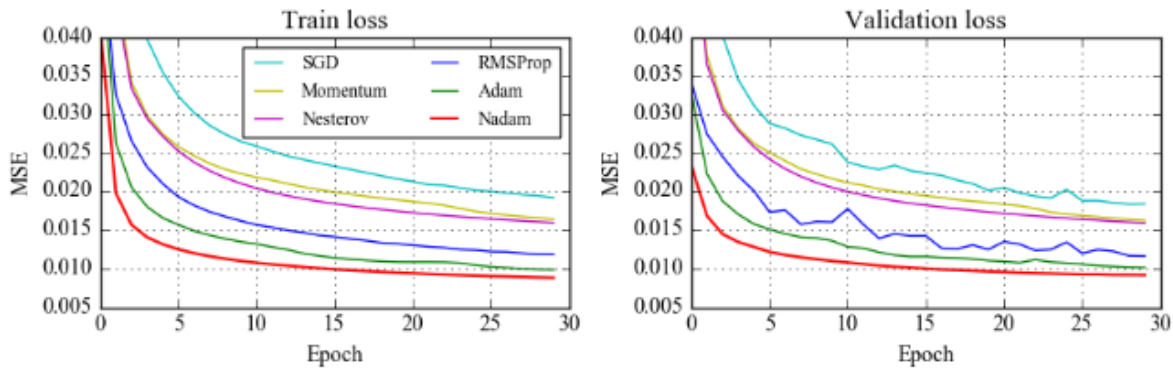 Train loss
0.040
0.035
0.030
0.025
0.020
0.015
0.010
0.005
MSE
SGD
Momentum
Nesterov
RMSProp
Adam
Nadam
0 5 10 15 20 25 30
Epoch
Validation loss
0.040
0.035
0.030
0.025
0.020
0.015
0.010
0.005
MSE
0 5 10 15 20 25 30
Epoch